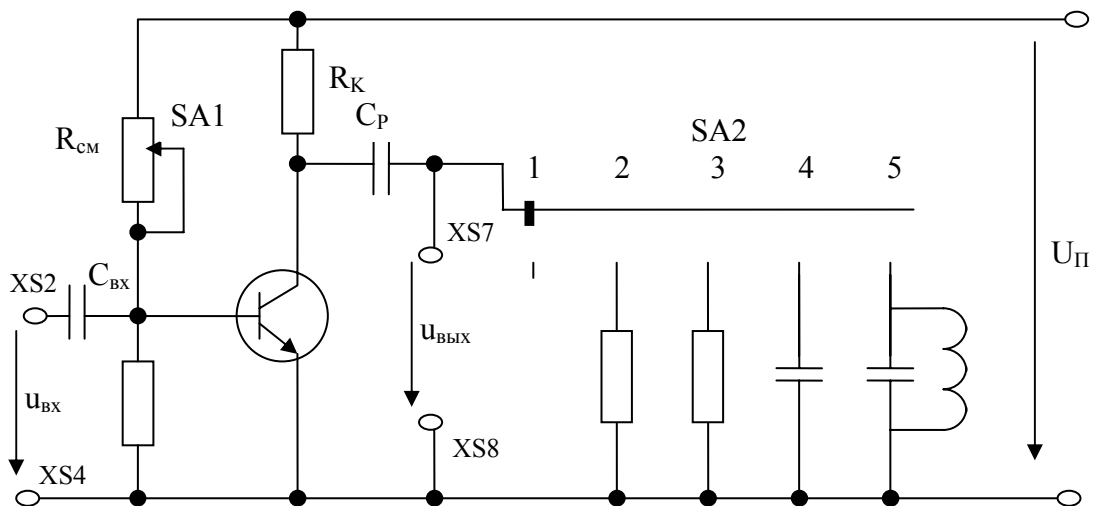 R_K
SA1
R_см
C_P
SA2
1 2 3 4 5
XS7
U_П
C_вх
XS2
u_вых
u_вх
XS8
XS4